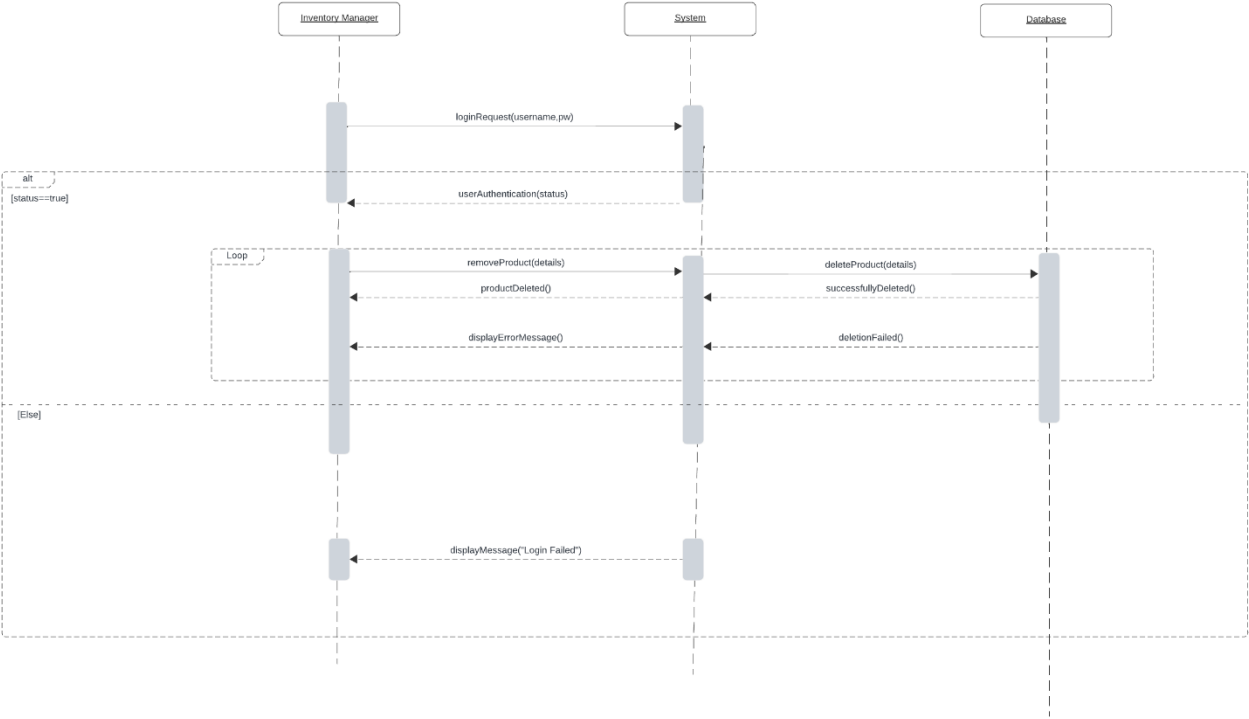 Inventory Manager
System
Database
loginRequest(username,pw)
alt
[status==true]
userAuthentication(status)
Loop
removeProduct(details)
deleteProduct(details)
productDeleted()
successfullyDeleted()
displayErrorMessage()
deletionFailed()
[Else]
displayMessage("Login Failed")